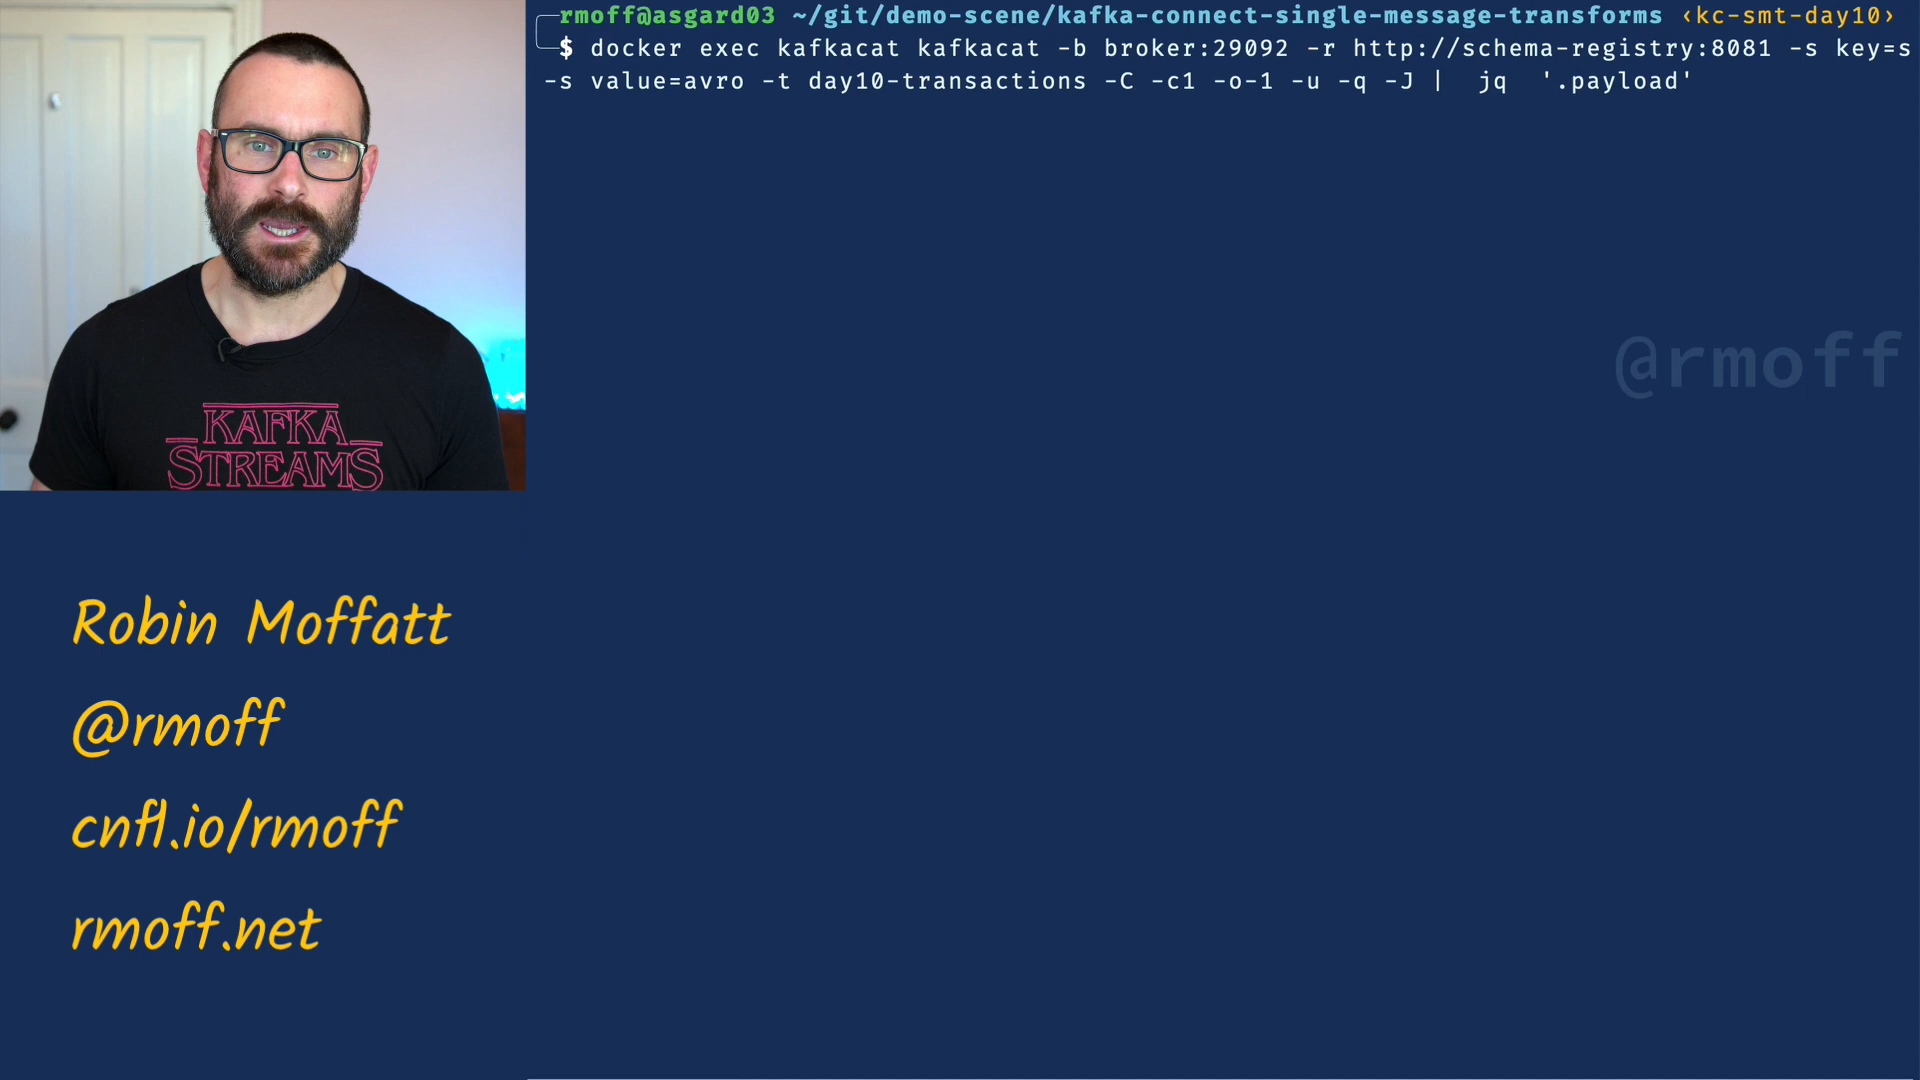 rmoff@asgard03 ~/git/demo-scene/kafka-connect-single-message-transforms ‹kc-smt-day10›
$ docker exec kafkacat kafkacat -b broker:29092 -r http://schema-registry:8081 -s key=s
-s value=avro -t day10-transactions -C -c1 -o-1 -u -q -J |  jq  '.payload'
@rmoff
KAFKA
STREAMS
Robin Moffatt
@rmoff
cnfl.io/rmoff
rmoff.net